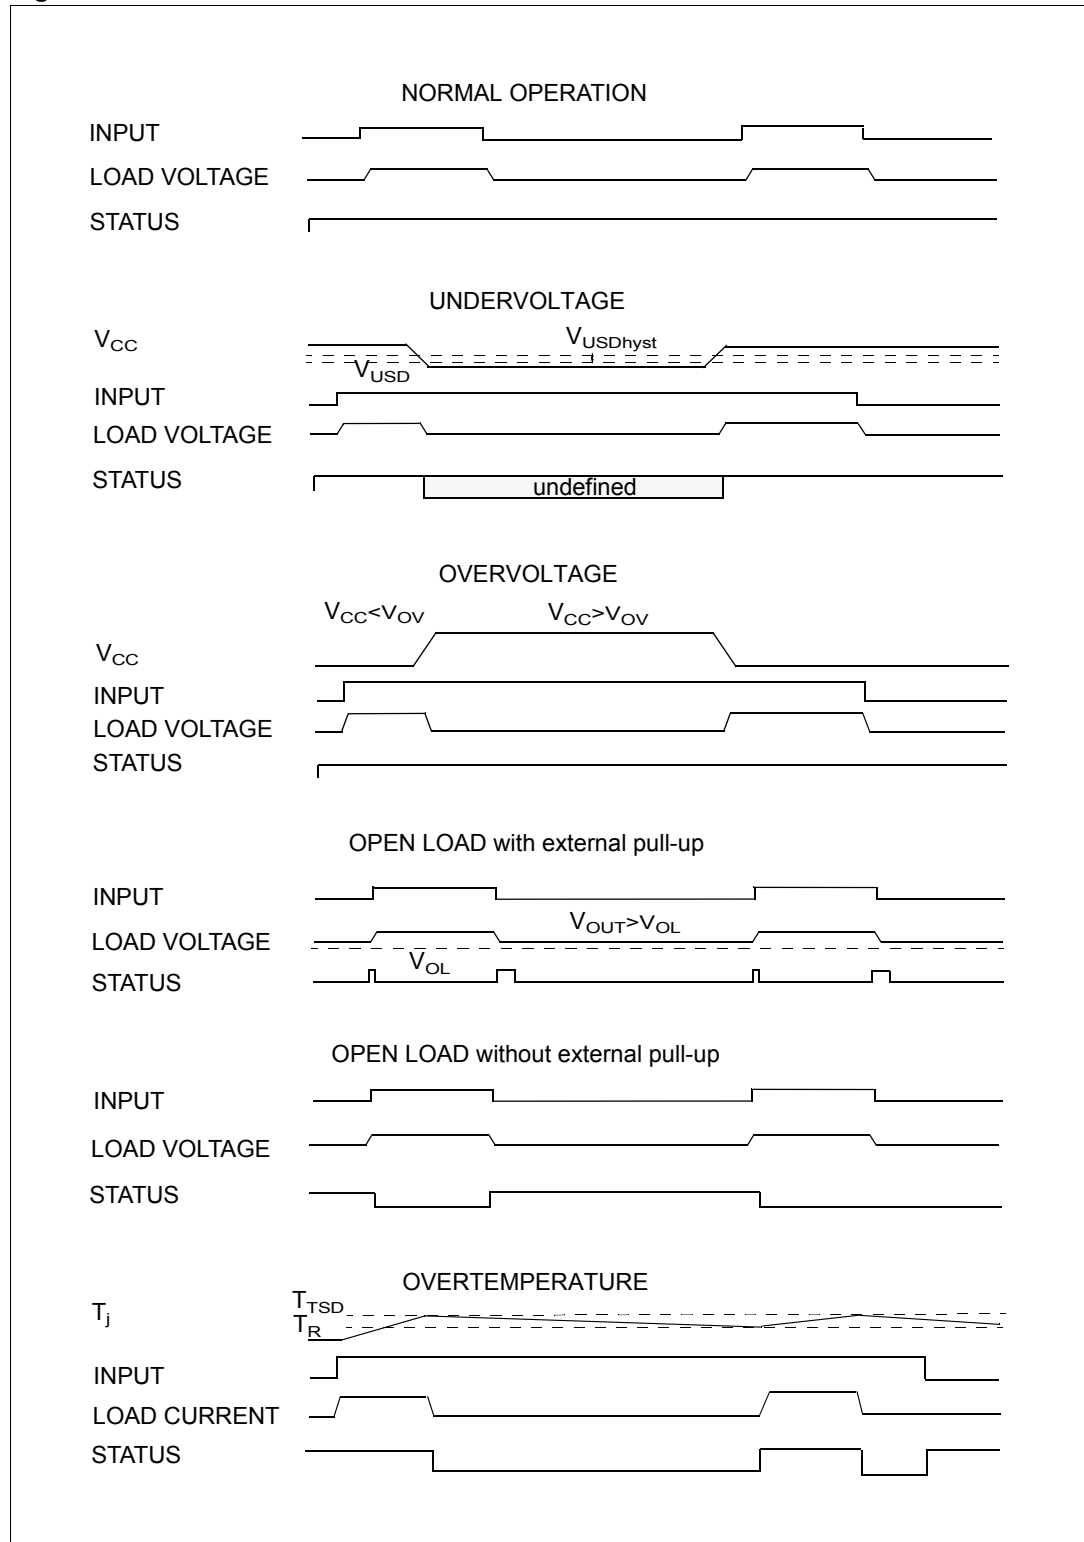 NORMAL OPERATION
INPUT
LOAD VOLTAGE
STATUS
UNDERVOLTAGE
VCC
VUSDhyst
VUSD
INPUT
LOAD VOLTAGE
STATUS
undefined
OVERVOLTAGE
VCC<VOV
VCC>VOV
VCC
INPUT
LOAD VOLTAGE
STATUS
OPEN LOAD with external pull-up
INPUT
VOUT>VOL
LOAD VOLTAGE
VOL
STATUS
OPEN LOAD without external pull-up
INPUT
LOAD VOLTAGE
STATUS
OVERTEMPERATURE
Tj
TTSD
TR
INPUT
LOAD CURRENT
STATUS